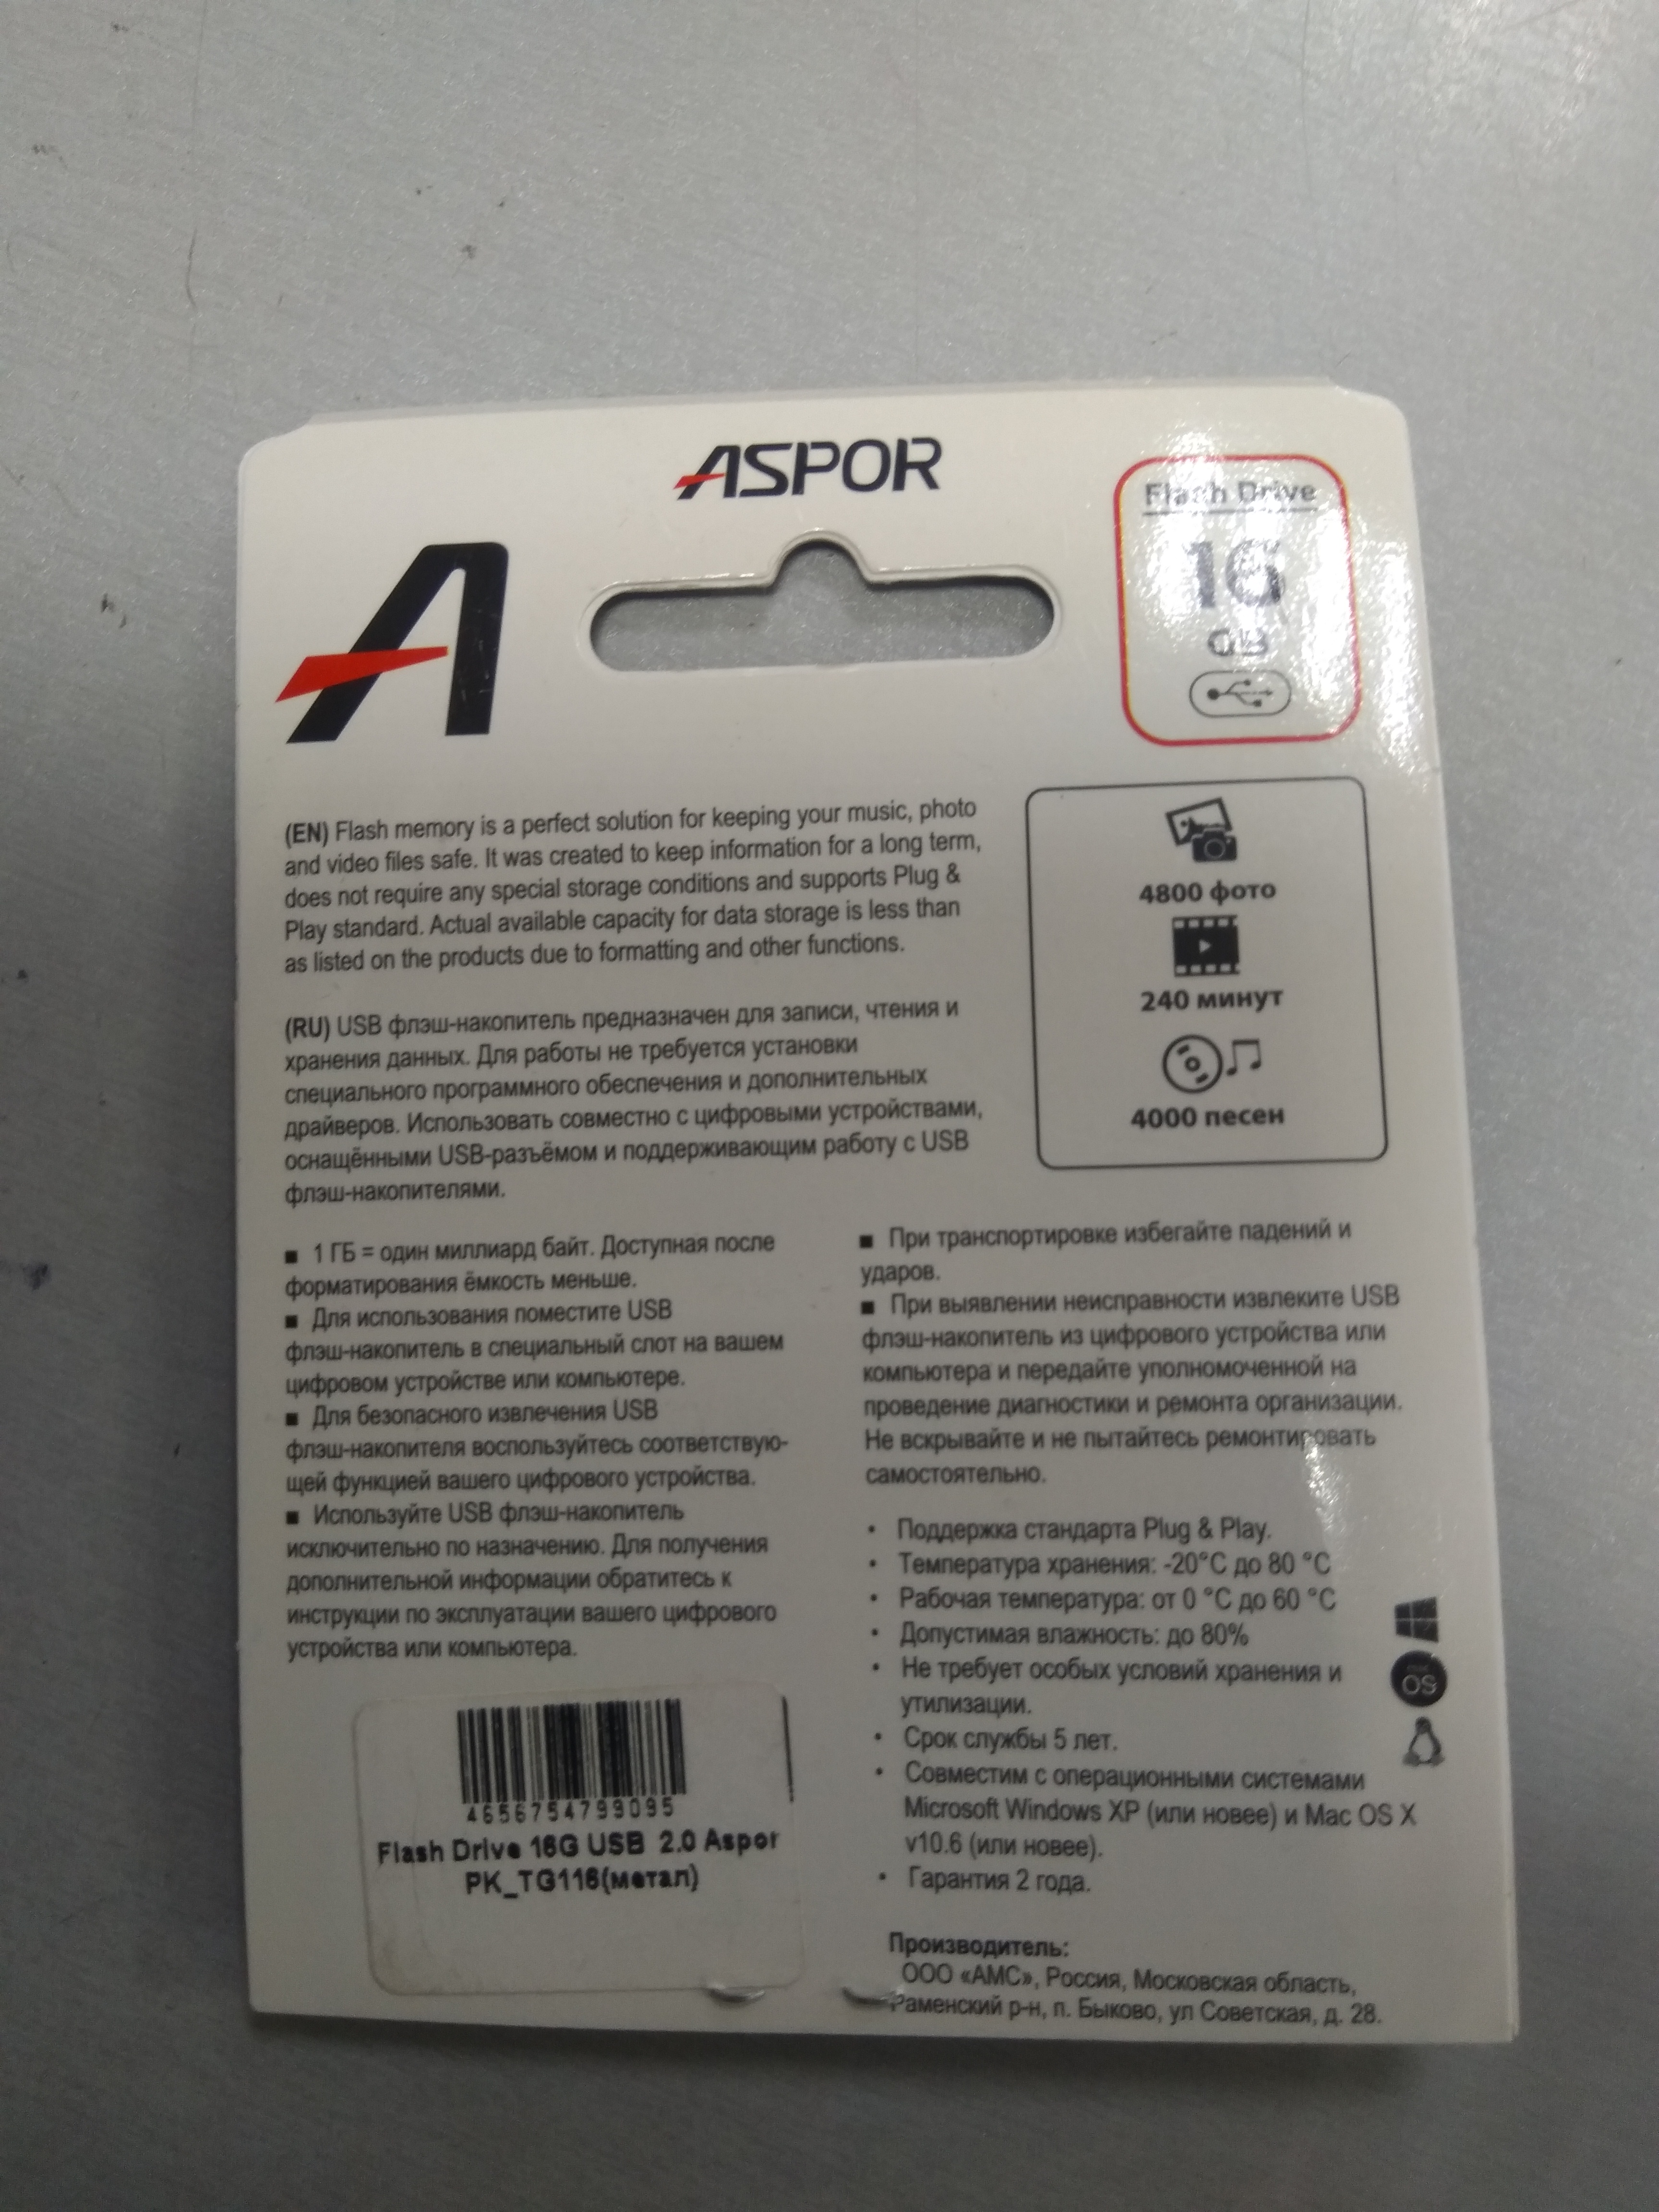 ASPOR
Flash Drive
16
GB
(EN) Flash memory is a perfect solution for keeping your music, photo
and video files safe. It was created to keep information for a long term,
does not require any special storage conditions and supports Plug &
Play standard. Actual available capacity for data storage is less than
as listed on the products due to formatting and other functions.
4800 фото
240 минут
4000 песен
(RU) USB флэш-накопитель предназначен для записи, чтения и
хранения данных. Для работы не требуется установки
специального программного обеспечения и дополнительных
драйверов. Использовать совместно с цифровыми устройствами,
оснащёнными USB-разъёмом и поддерживающим работу с USB
флэш-накопителями.
■ 1 ГБ = один миллиард байт. Доступная после
форматирования ёмкость меньше.
■ Для использования поместите USB
флэш-накопитель в специальный слот на вашем
цифровом устройстве или компьютере.
■ Для безопасного извлечения USB
флэш-накопителя воспользуйтесь соответствую-
щей функцией вашего цифрового устройства.
■ Используйте USB флэш-накопитель
исключительно по назначению. Для получения
дополнительной информации обратитесь к
инструкции по эксплуатации вашего цифрового
устройства или компьютера.
■ При транспортировке избегайте падений и
ударов.
■ При выявлении неисправности извлеките USB
флэш-накопитель из цифрового устройства или
компьютера и передайте уполномоченной на
проведение диагностики и ремонта организации.
Не вскрывайте и не пытайтесь ремонтировать
самостоятельно.
• Поддержка стандарта Plug & Play.
• Температура хранения: -20°C до 80 °C
• Рабочая температура: от 0 °C до 60 °C
• Допустимая влажность: до 80%
• Не требует особых условий хранения и
утилизации.
• Срок службы 5 лет.
• Совместим с операционными системами
Microsoft Windows XP (или новее) и Mac OS X
v10.6 (или новее).
• Гарантия 2 года.
mac
OS
4656754799095
Flash Drive 16G USB 2.0 Aspor
PK_TG116(метал)
Производитель:
ООО «АМС», Россия, Московская область,
Раменский р-н, п. Быково, ул Советская, д. 28.